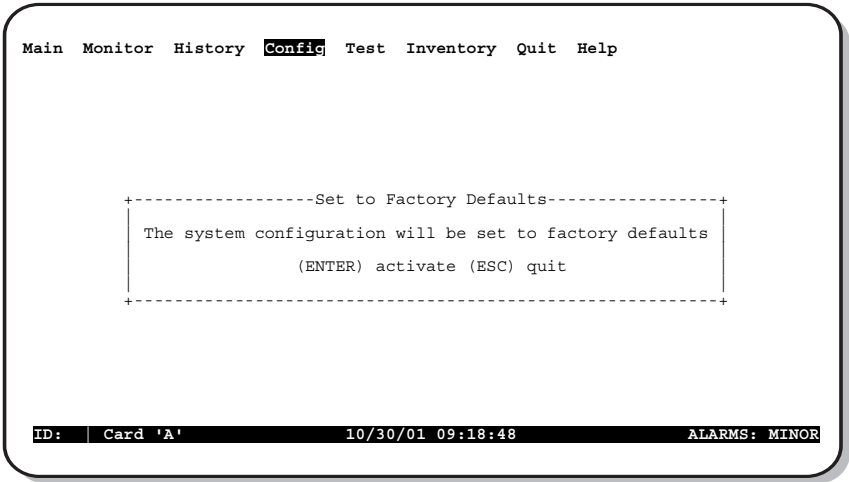 Main Monitor History Config Test Inventory Quit Help
+------------------Set to Factory Defaults-----------------+
The system configuration will be set to factory defaults
(ENTER) activate (ESC) quit
+----------------------------------------------------------+
ID: | Card 'A' 10/30/01 09:18:48 ALARMS: MINOR